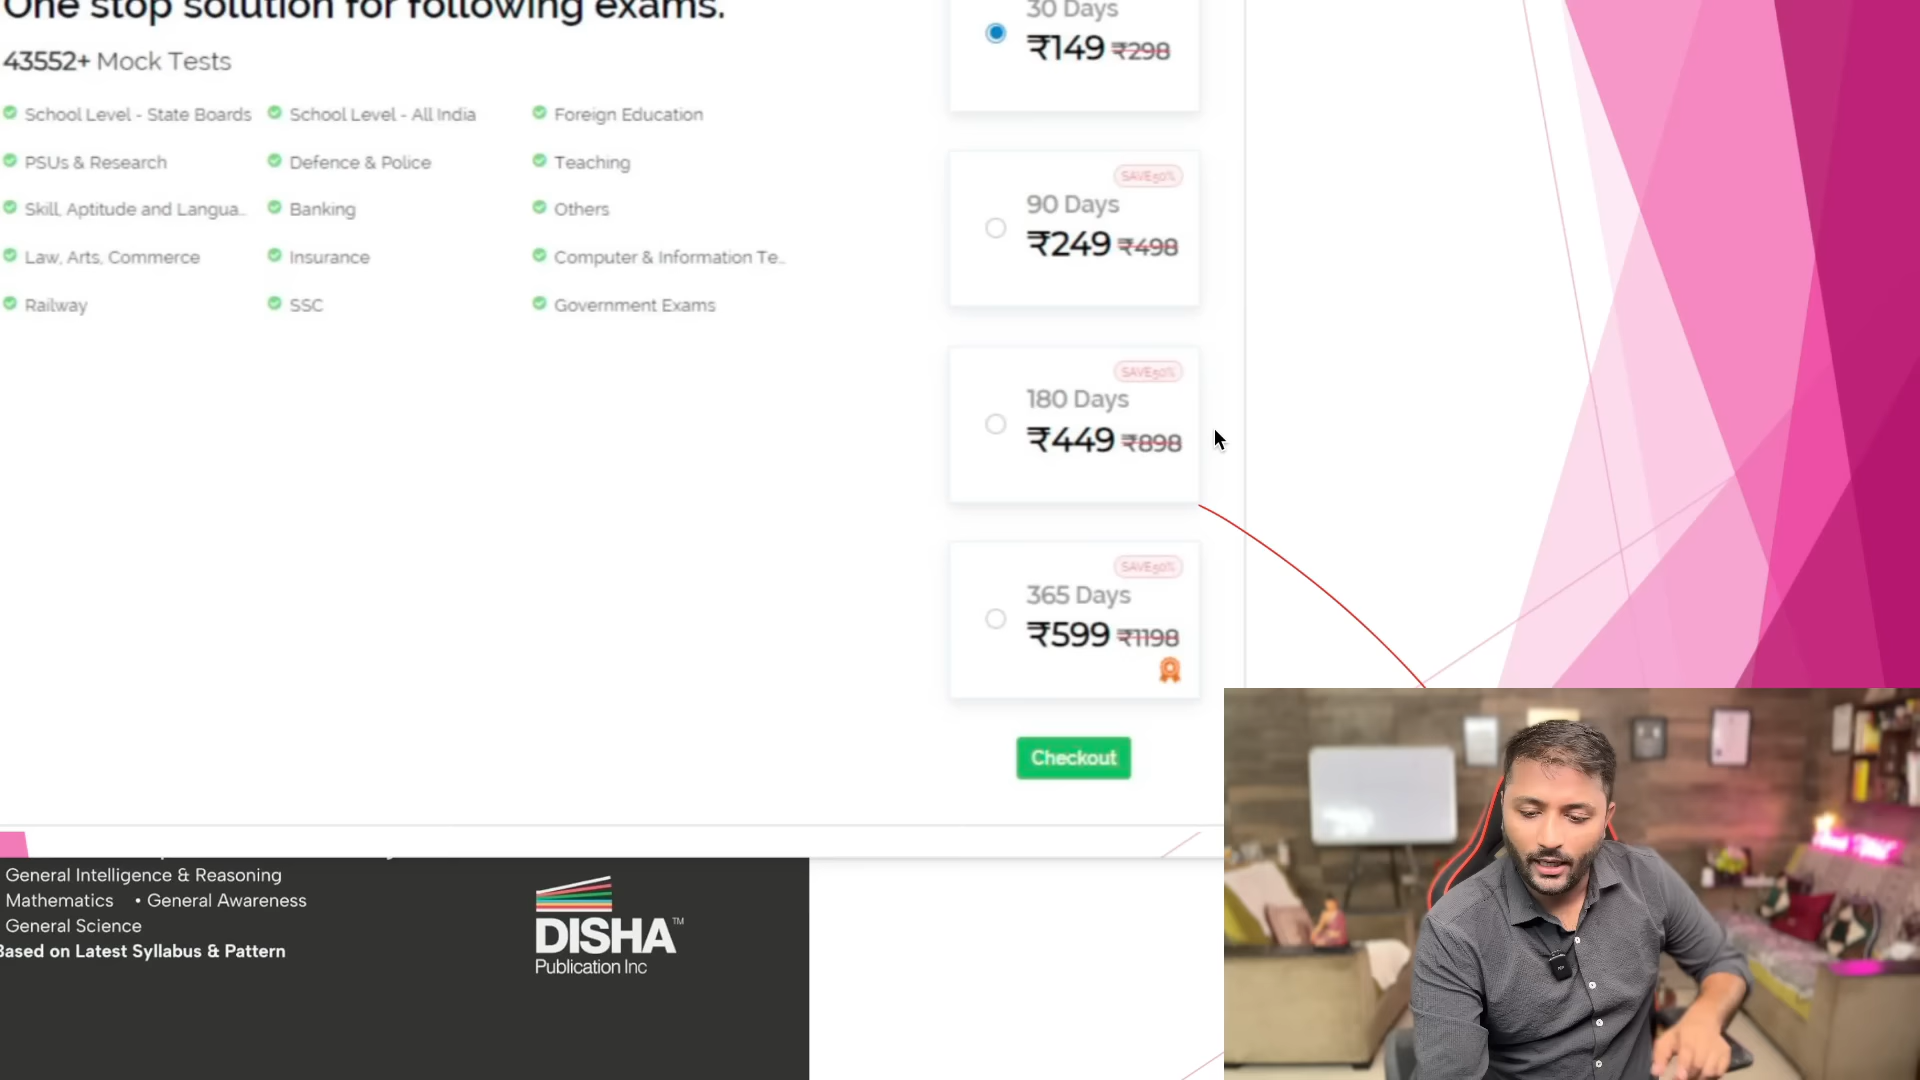 One stop solution for following exams.
43552+ Mock Tests
School Level - State Boards
School Level - All India
Foreign Education
PSUs & Research
Defence & Police
Teaching
Skill, Aptitude and Langua...
Banking
Others
Law, Arts, Commerce
Insurance
Computer & Information Te...
Railway
SSC
Government Exams
30 Days
₹149 ₹298
SAVE50%
90 Days
₹249 ₹498
SAVE50%
180 Days
₹449 ₹898
SAVE50%
365 Days
₹599 ₹1198
Checkout
General Intelligence & Reasoning
Mathematics • General Awareness
General Science
Based on Latest Syllabus & Pattern
DISHA™
Publication Inc